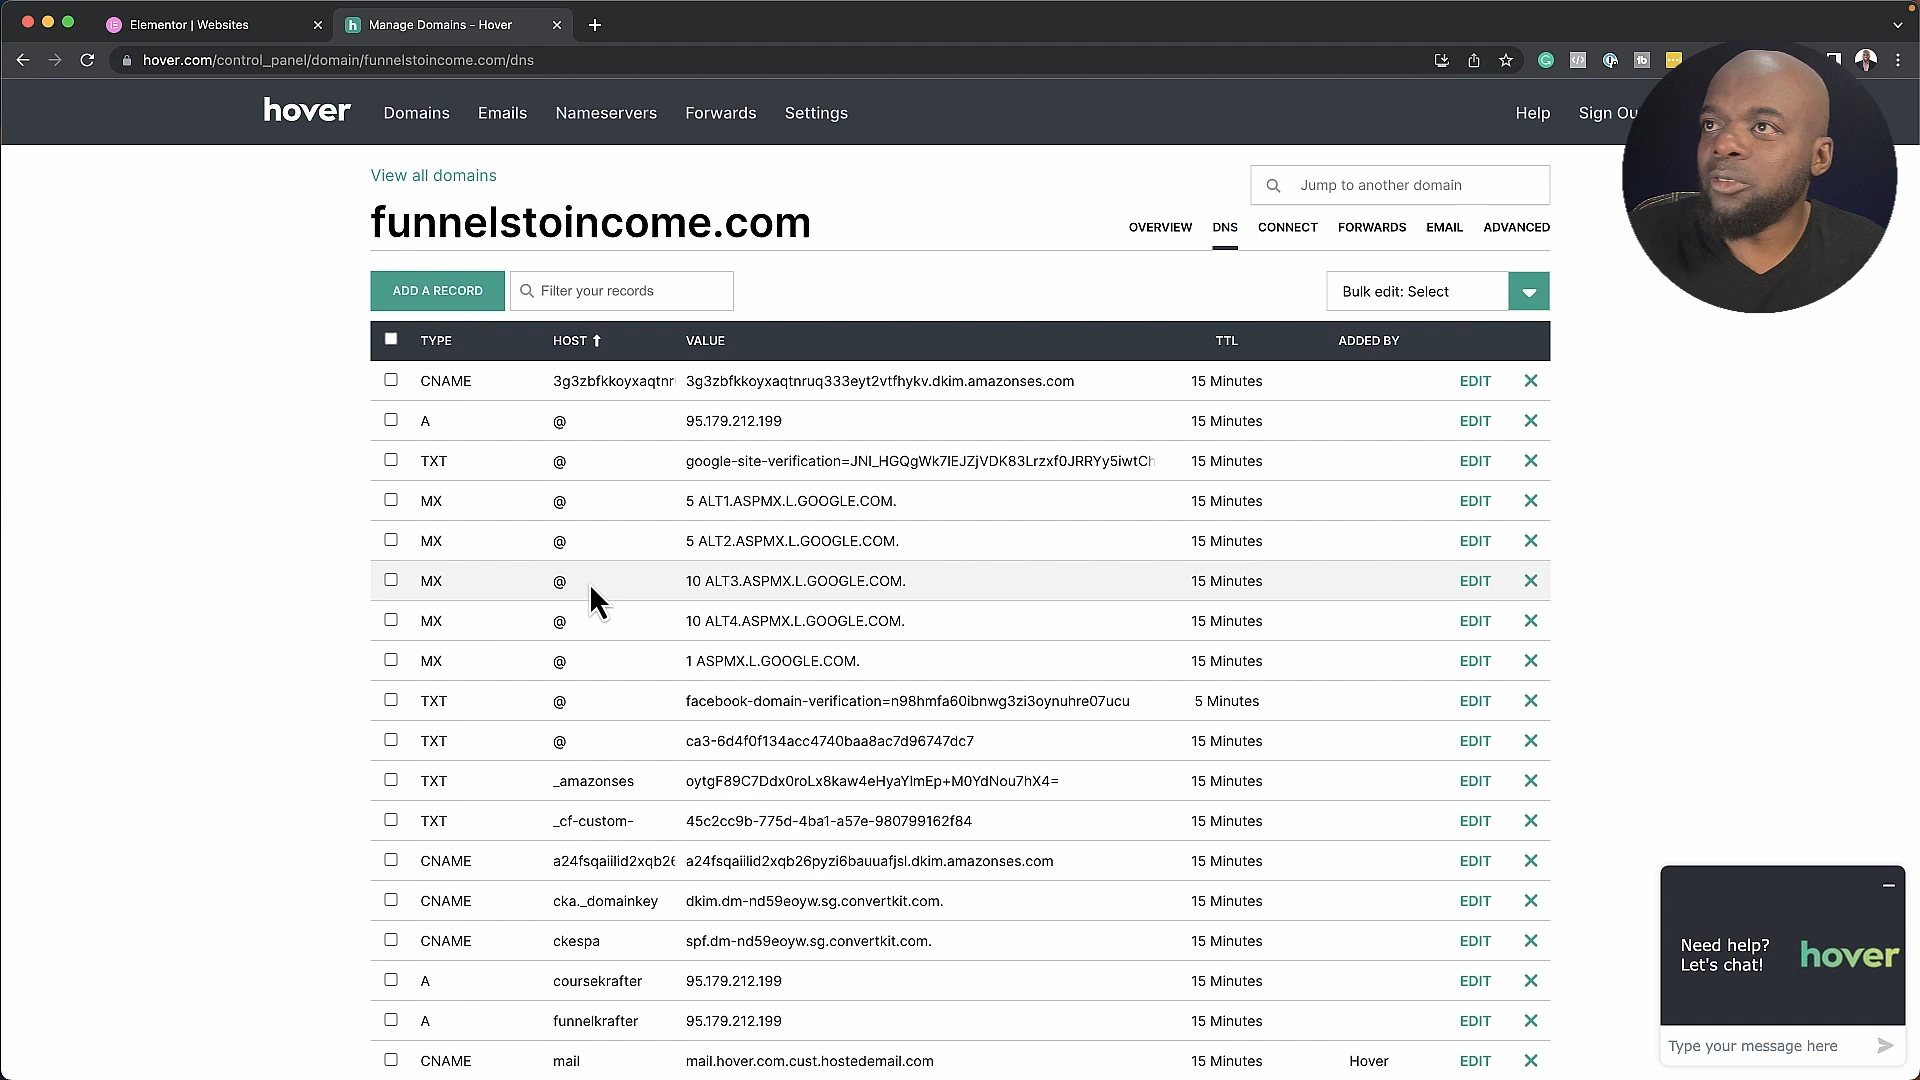 Elementor | Websites
Manage Domains - Hover
hover.com/control_panel/domain/funnelstoincome.com/dns
hover Domains Emails Nameservers Forwards Settings Help Sign Ou
View all domains
Jump to another domain
funnelstoincome.com
OVERVIEW DNS CONNECT FORWARDS EMAIL ADVANCED
ADD A RECORD Filter your records Bulk edit: Select
TYPE HOST VALUE TTL ADDED BY
CNAME 3g3zbfkkoyxaqtnr 3g3zbfkkoyxaqtnruq333eyt2vtfhykv.dkim.amazonses.com 15 Minutes EDIT
A @ 95.179.212.199 15 Minutes EDIT
TXT @ google-site-verification=JNI_HGQgWk7IEJZjVDK83Lrzxf0JRRYy5iwtCh 15 Minutes EDIT
MX @ 5 ALT1.ASPMX.L.GOOGLE.COM. 15 Minutes EDIT
MX @ 5 ALT2.ASPMX.L.GOOGLE.COM. 15 Minutes EDIT
MX @ 10 ALT3.ASPMX.L.GOOGLE.COM. 15 Minutes EDIT
MX @ 10 ALT4.ASPMX.L.GOOGLE.COM. 15 Minutes EDIT
MX @ 1 ASPMX.L.GOOGLE.COM. 15 Minutes EDIT
TXT @ facebook-domain-verification=n98hmfa60ibnwg3zi3oynuhre07ucu 5 Minutes EDIT
TXT @ ca3-6d4f0f134acc4740baa8ac7d96747dc7 15 Minutes EDIT
TXT _amazonses oytgF89C7Ddx0roLx8kaw4eHyaYlmEp+M0YdNou7hX4= 15 Minutes EDIT
TXT _cf-custom- 45c2cc9b-775d-4ba1-a57e-980799162f84 15 Minutes EDIT
CNAME a24fsqaiilid2xqb26 a24fsqaiilid2xqb26pyzi6bauuafjsl.dkim.amazonses.com 15 Minutes EDIT
CNAME cka._domainkey dkim.dm-nd59eoyw.sg.convertkit.com. 15 Minutes EDIT
CNAME ckespa spf.dm-nd59eoyw.sg.convertkit.com. 15 Minutes EDIT
A coursekrafter 95.179.212.199 15 Minutes EDIT
A funnelkrafter 95.179.212.199 15 Minutes EDIT
CNAME mail mail.hover.com.cust.hostedemail.com 15 Minutes Hover EDIT
Need help?
Let's chat!
hover
Type your message here